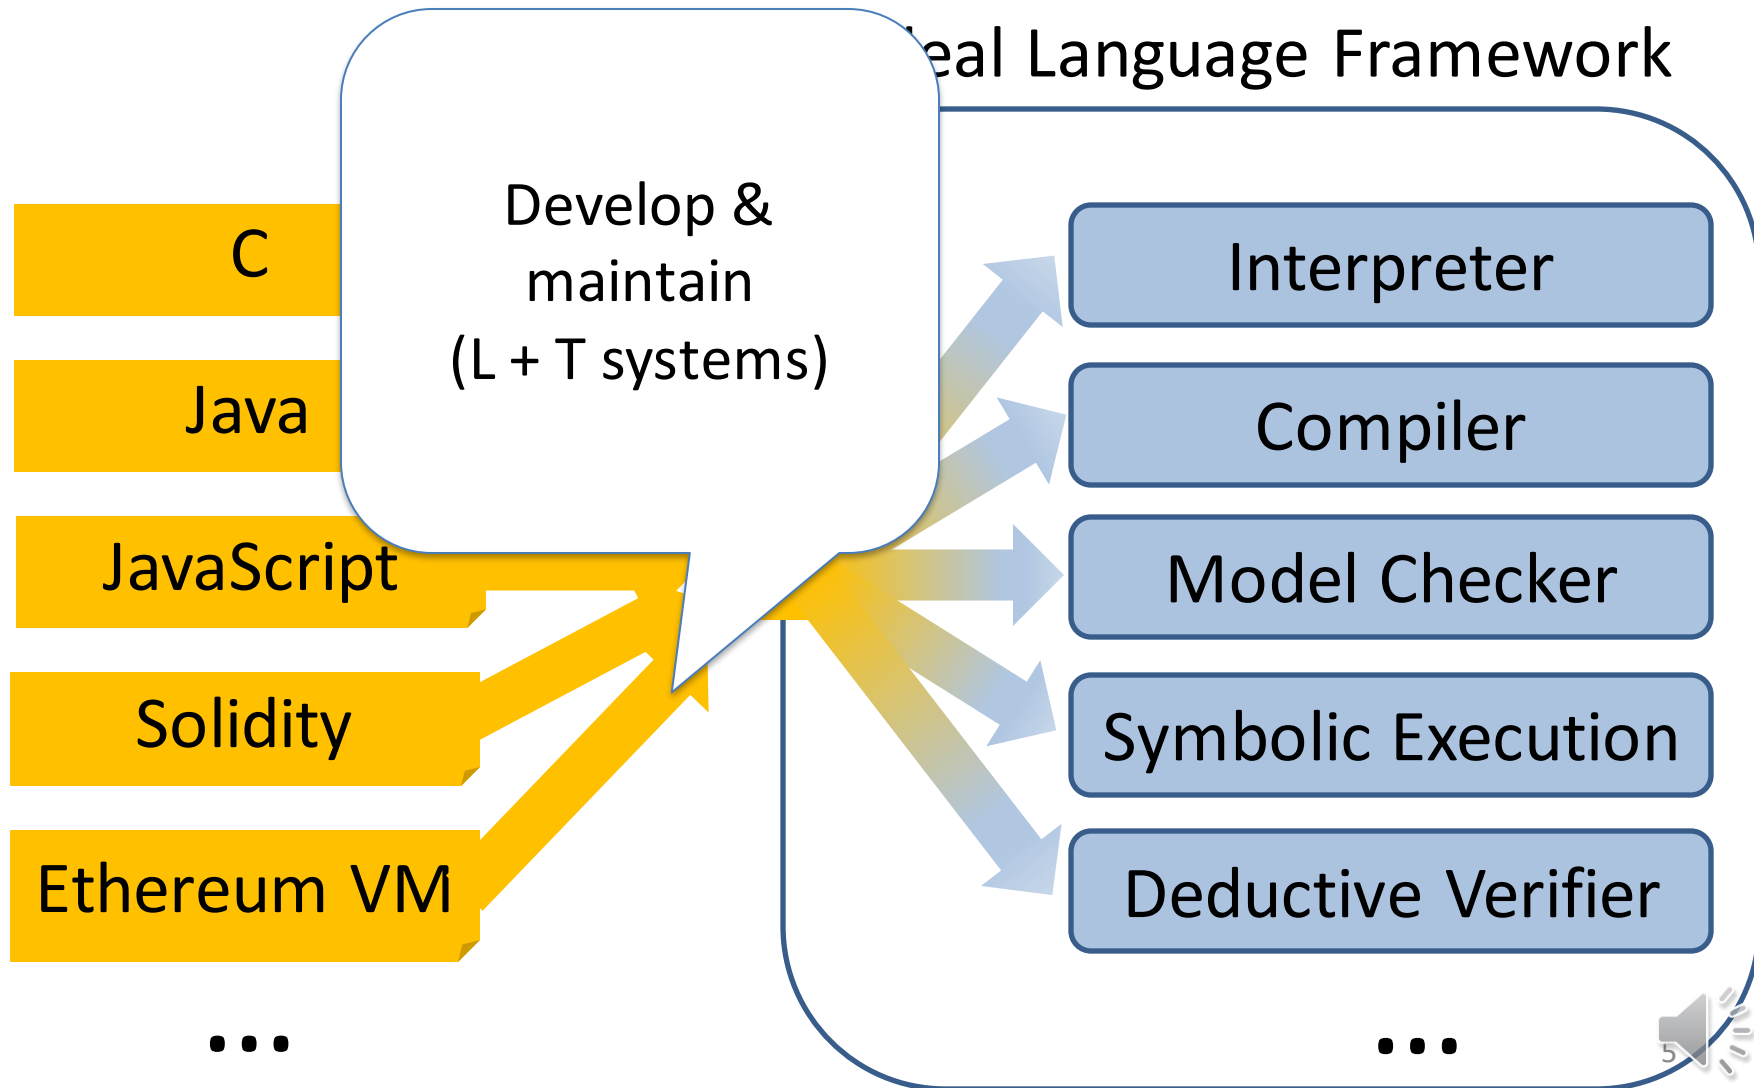 eal Language Framework
Develop &
maintain
(L + T systems)
C
Java
JavaScript
Solidity
Ethereum VM
...
Interpreter
Compiler
Model Checker
Symbolic Execution
Deductive Verifier
...
5